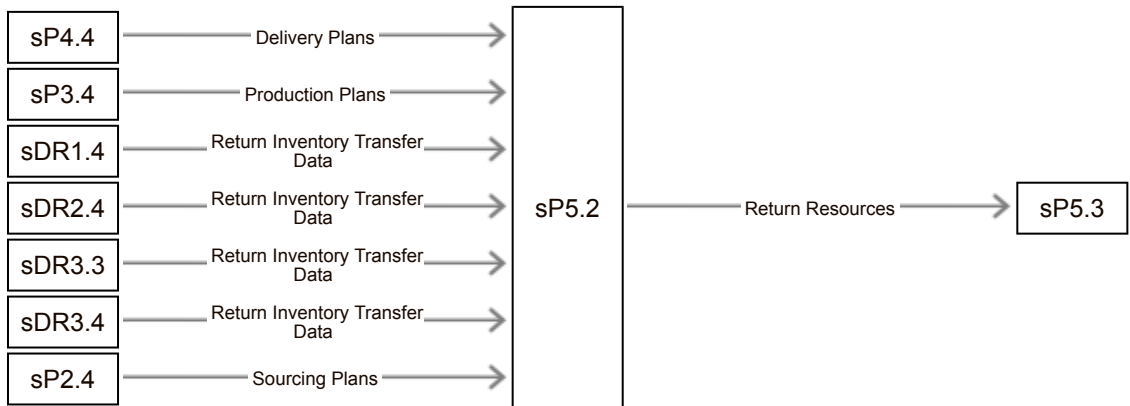 sP4.4
Delivery Plans
sP3.4
Production Plans
sDR1.4
Return Inventory Transfer
Data
sDR2.4
Return Inventory Transfer
Data
sDR3.3
Return Inventory Transfer
Data
sDR3.4
Return Inventory Transfer
Data
sP2.4
Sourcing Plans
sP5.2
Return Resources
sP5.3